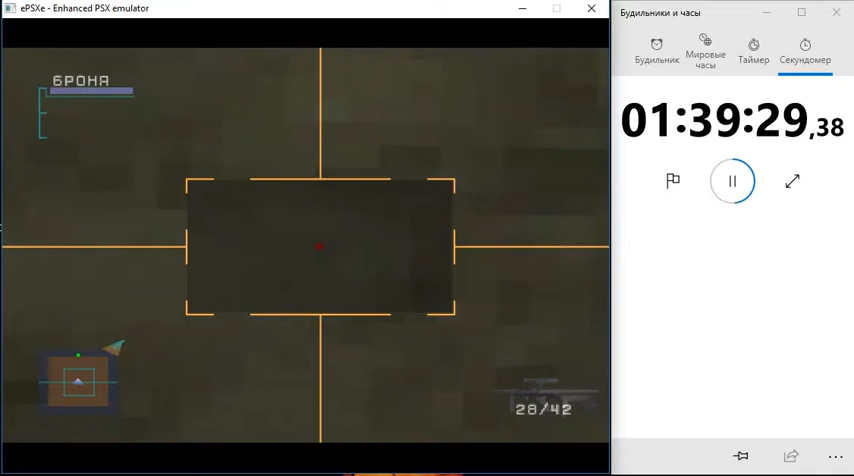 ePSXe - Enhanced PSX emulator
БРОНЯ
28/42
Будильники и часы
Будильник
Мировые
часы
Таймер
Секундомер
01:39:29,38